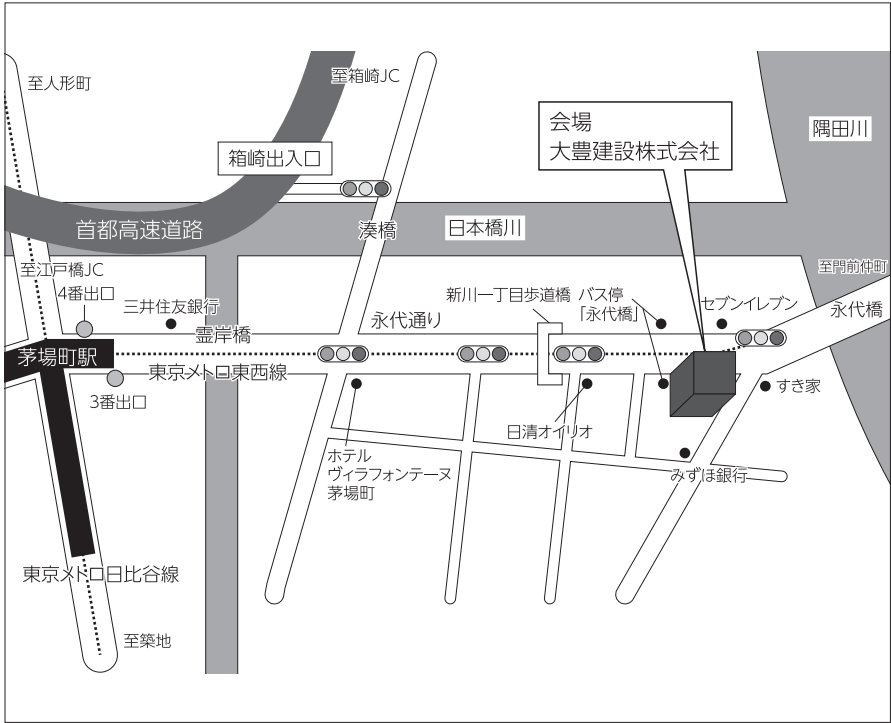 至人形町
至箱崎JC
会場
大豊建設株式会社
隅田川
箱崎出入口
首都高速道路
湊橋
日本橋川
至江戸橋JC
至門前仲町
4番出口
三井住友銀行
新川一丁目歩道橋
バス停
「永代橋」
セブンイレブン
永代橋
霊岸橋
永代通り
茅場町駅
東京メトロ東西線
3番出口
すき家
日清オイリオ
ホテル
ヴィラフォンテーヌ
茅場町
みずほ銀行
東京メトロ日比谷線
至築地